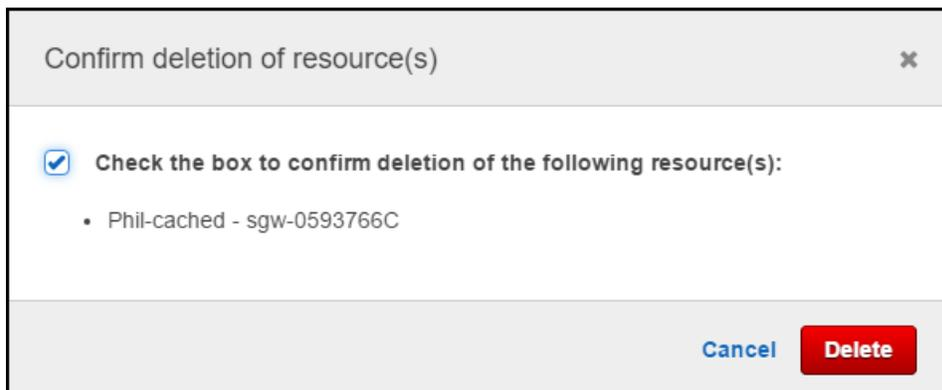 Confirm deletion of resource(s)
Check the box to confirm deletion of the following resource(s):
• Phil-cached - sgw-0593766C
Cancel
Delete